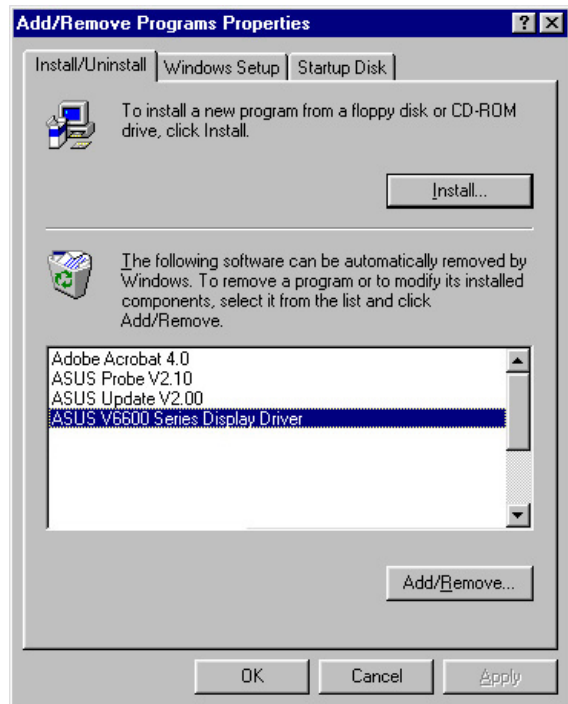 Add/Remove Programs Properties
Install/Uninstall Windows Setup Startup Disk
To install a new program from a floppy disk or CD-ROM
drive, click Install.
Install...
The following software can be automatically removed by
Windows. To remove a program or to modify its installed
components, select it from the list and click
Add/Remove.
Adobe Acrobat 4.0
ASUS Probe V2.10
ASUS Update V2.00
ASUS V6600 Series Display Driver
Add/Remove...
OK Cancel Apply